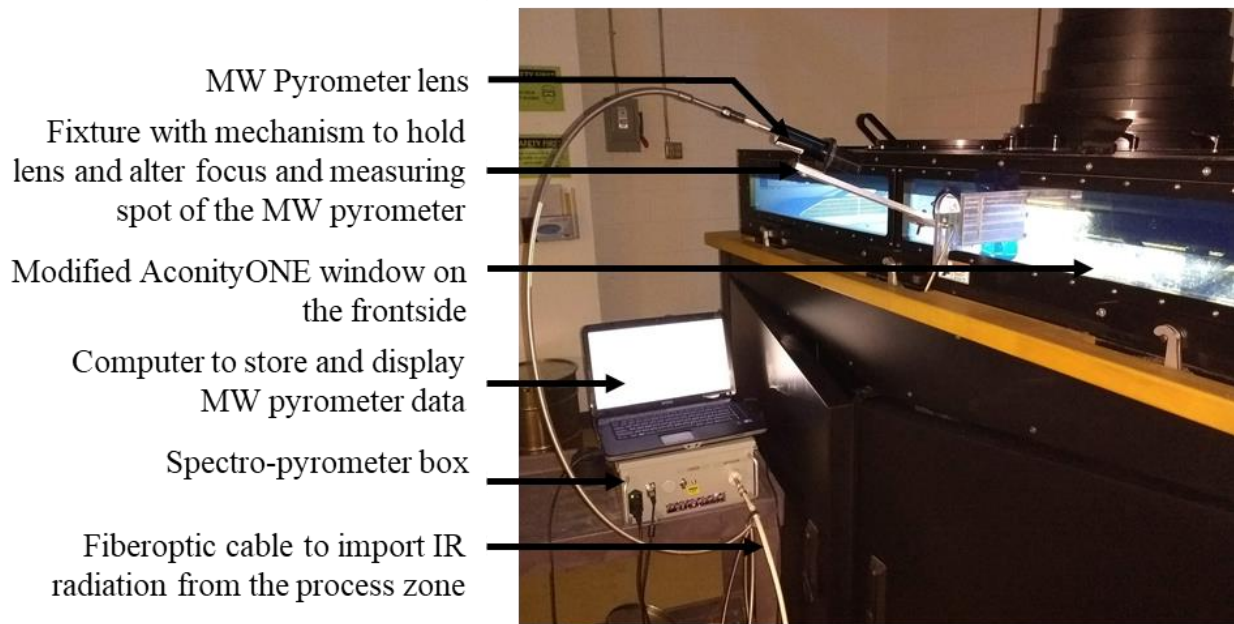 MW Pyrometer lens
Fixture with mechanism to hold
lens and alter focus and measuring
spot of the MW pyrometer
Modified AconityONE window on
the frontside
Computer to store and display
MW pyrometer data
Spectro-pyrometer box
Fiberoptic cable to import IR
radiation from the process zone